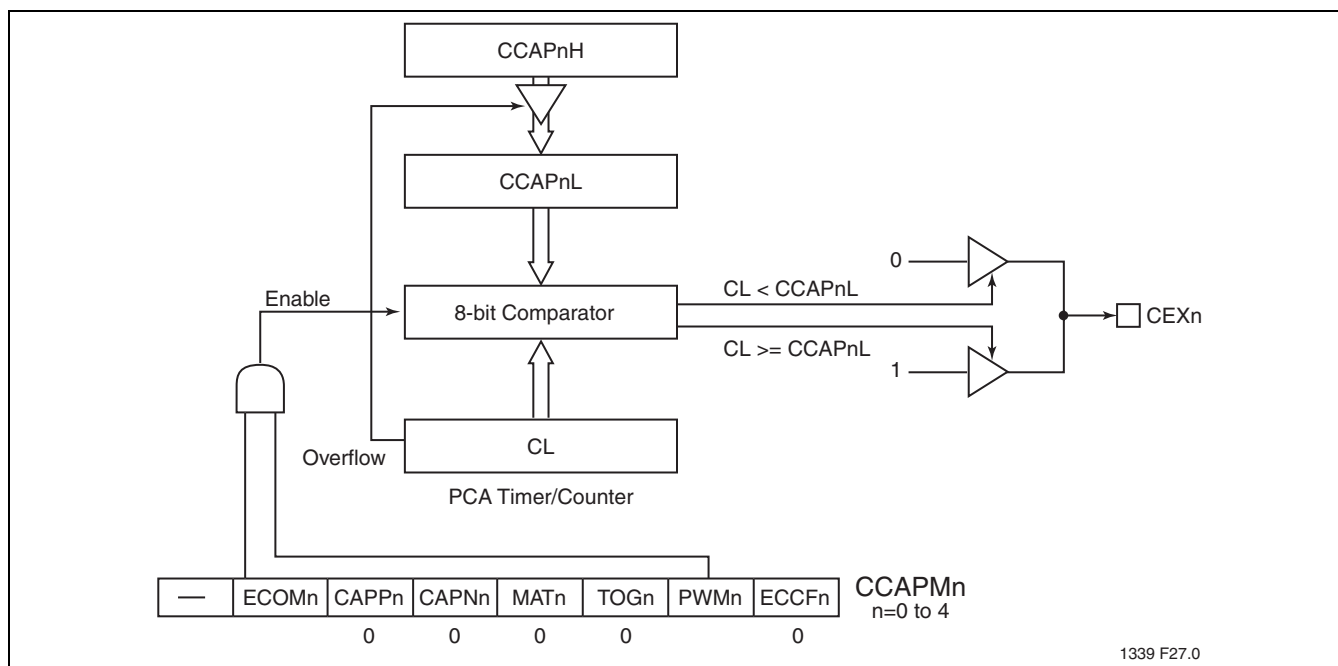 CCAPnH
CCAPnL
0
CL < CCAPnL
Enable
8-bit Comparator
CEXn
CL >= CCAPnL
1
CL
Overflow
PCA Timer/Counter
— ECOMn CAPPn CAPNn MATn TOGn PWMn ECCFn CCAPMn
n=0 to 4
0 0 0 0 0
1339 F27.0